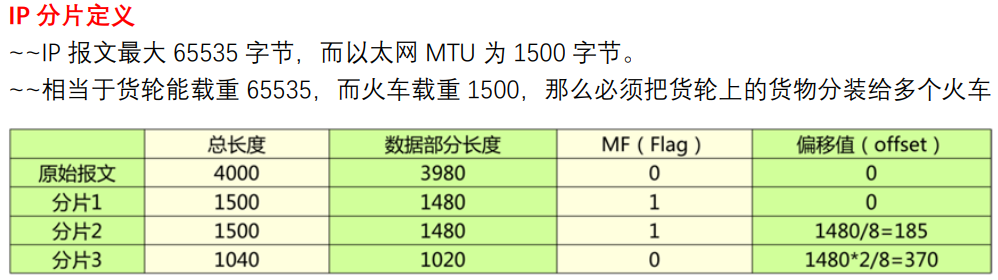 IP 分片定义
~~IP 报文最大 65535 字节，而以太网 MTU 为 1500 字节。
~~相当于货轮能载重 65535，而火车载重 1500，那么必须把货轮上的货物分装给多个火车
总长度 数据部分长度 MF（Flag） 偏移值（offset）
原始报文 4000 3980 0 0
分片1 1500 1480 1 0
分片2 1500 1480 1 1480/8=185
分片3 1040 1020 0 1480*2/8=370